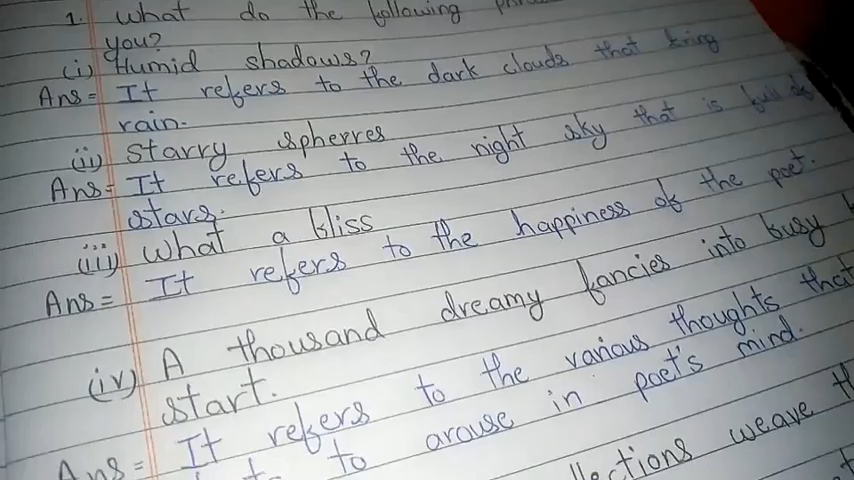 1. What do the following
you?
(i) Humid shadows?
Ans= It refers to the dark clouds that bring
rain.
(ii) Starry spherres
Ans= It refers to the night sky that is full of
stars.
(iii) What a bliss
Ans= It refers to the happiness of the poet.
(iv) A thousand dreamy fancies into busy
start.
Ans= It refers to the various thoughts that
to arouse in poet's mind.
weave